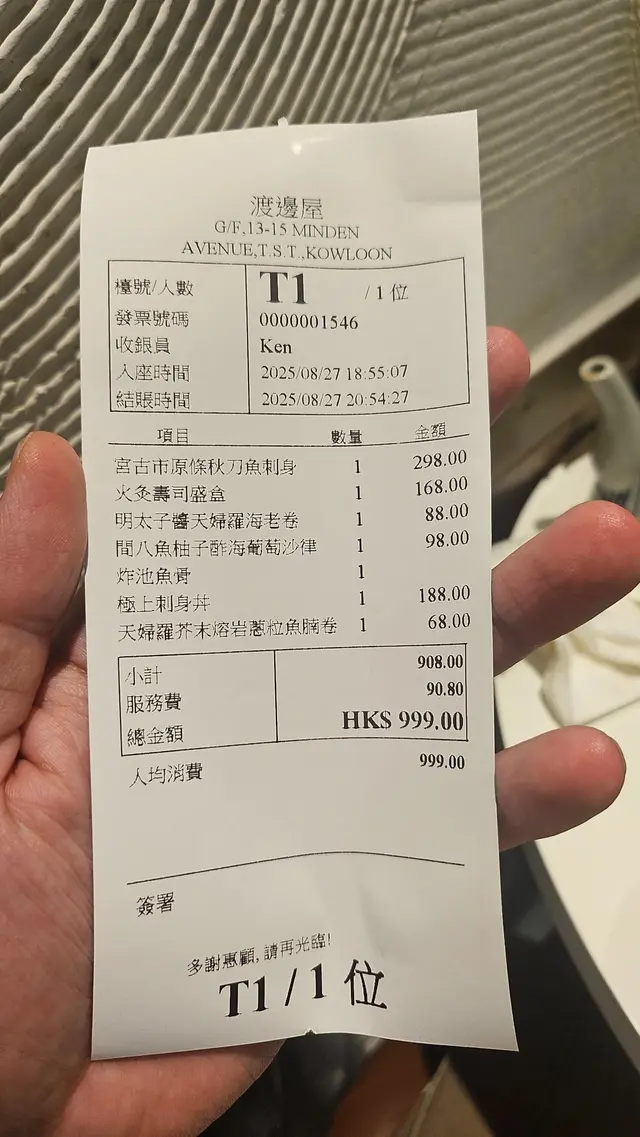 渡邊屋
G/F,13-15 MINDEN
AVENUE,T.S.T.,KOWLOON
檯號/人數 T1 / 1 位
發票號碼 0000001546
收銀員 Ken
入座時間 2025/08/27 18:55:07
結賬時間 2025/08/27 20:54:27
項目 數量 金額
宮古市原條秋刀魚刺身 1 298.00
火灸壽司盛盒 1 168.00
明太子醬天婦羅海老卷 1 88.00
間八魚柚子酢海葡萄沙律 1 98.00
炸池魚骨 1
極上刺身丼 1 188.00
天婦羅芥末熔岩蔥粒魚腩卷 1 68.00
小計 908.00
服務費 90.80
總金額 HK$ 999.00
人均消費 999.00
簽署
多謝惠顧, 請再光臨!
T1 / 1 位